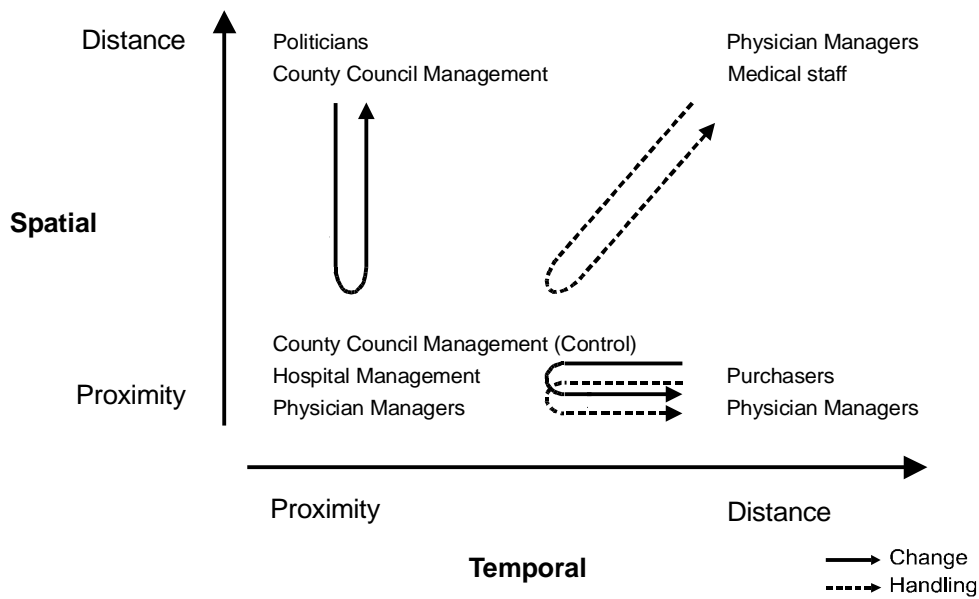 Distance
Politicians
County Council Management
Physician Managers
Medical staff
Spatial
Proximity
County Council Management (Control)
Hospital Management
Physician Managers
Purchasers
Physician Managers
Proximity
Distance
Temporal
Change
Handling